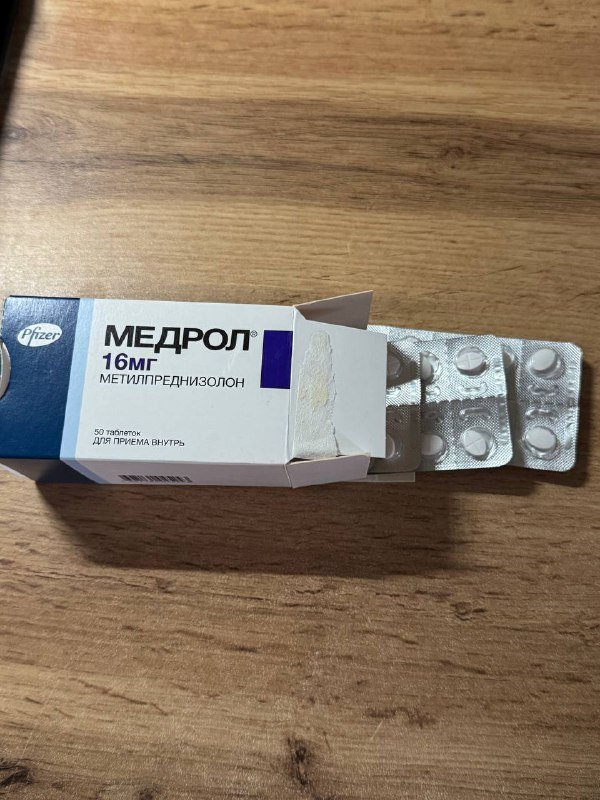 Pfizer
МЕДРОЛ®
16мг
МЕТИЛПРЕДНИЗОЛОН
50 таблеток
ДЛЯ ПРИЕМА ВНУТРЬ